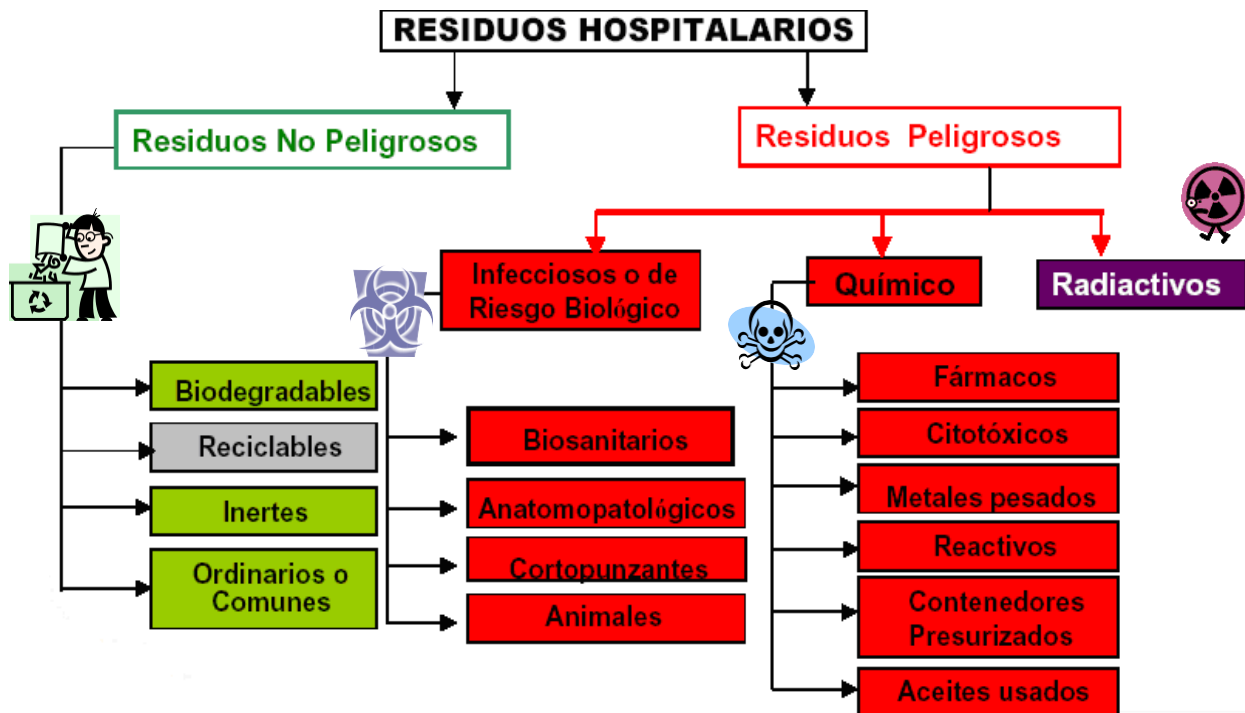 RESIDUOS HOSPITALARIOS
Residuos No Peligrosos
Residuos Peligrosos
Infecciosos o de
Riesgo Biológico
Químico
Radiactivos
Biodegradables
Reciclables
Inertes
Ordinarios o
Comunes
Biosanitarios
Anatomopatológicos
Cortopunzantes
Animales
Fármacos
Citotóxicos
Metales pesados
Reactivos
Contenedores
Presurizados
Aceites usados